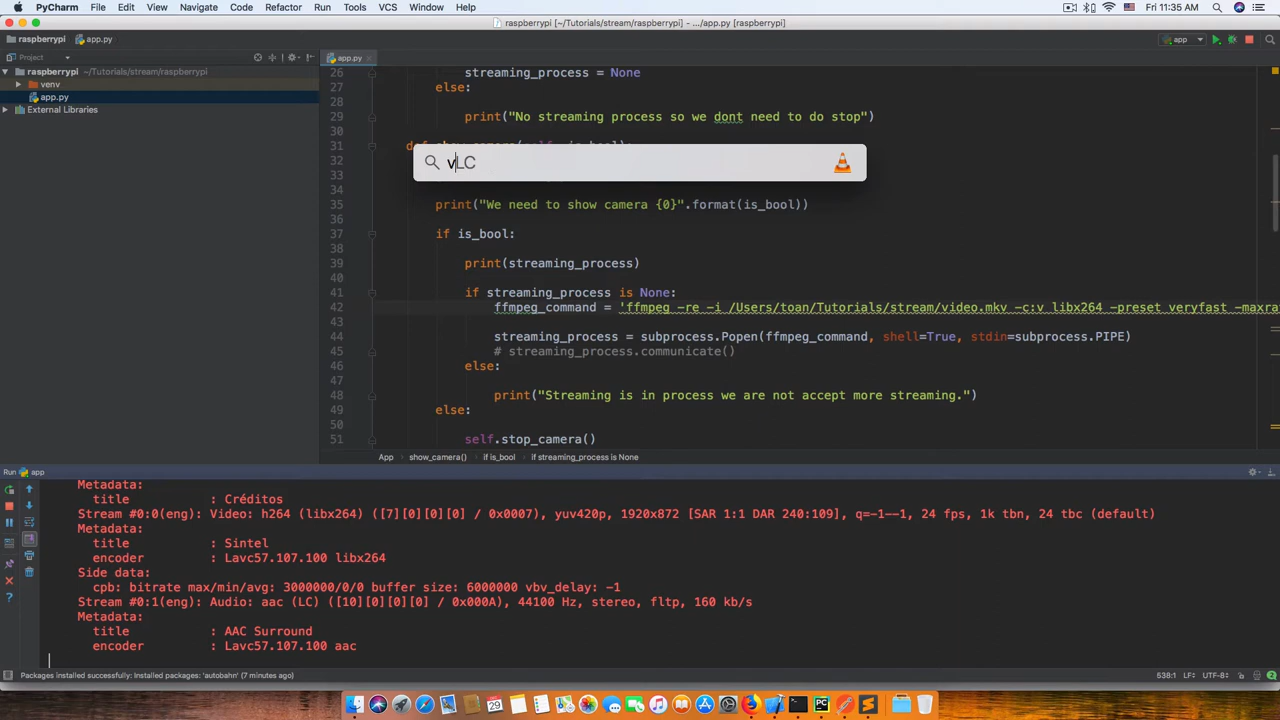 PyCharm File Edit View Navigate Code Refactor Run Tools VCS Window Help Fri 11:35 AM
raspberrypi [~/Tutorials/stream/raspberrypi] - .../app.py [raspberrypi]
raspberrypi app.py app
Project app.py
raspberrypi ~/Tutorials/stream/raspberrypi
venv
app.py
External Libraries
26 streaming_process = None
27 else:
28
29 print("No streaming process so we dont need to do stop")
30
31
32
vLC
33
34
35 print("We need to show camera {0}".format(is_bool))
36
37 if is_bool:
38
39 print(streaming_process)
40
41 if streaming_process is None:
42 ffmpeg_command = 'ffmpeg -re -i /Users/toan/Tutorials/stream/video.mkv -c:v libx264 -preset veryfast -maxra
43
44 streaming_process = subprocess.Popen(ffmpeg_command, shell=True, stdin=subprocess.PIPE)
45 # streaming_process.communicate()
46 else:
47
48 print("Streaming is in process we are not accept more streaming.")
49 else:
50
51 self.stop_camera()
App show_camera() if is_bool if streaming_process is None
Run app
Metadata:
title : Créditos
Stream #0:0(eng): Video: h264 (libx264) ([7][0][0][0] / 0x0007), yuv420p, 1920x872 [SAR 1:1 DAR 240:109], q=-1--1, 24 fps, 1k tbn, 24 tbc (default)
Metadata:
title : Sintel
encoder : Lavc57.107.100 libx264
Side data:
cpb: bitrate max/min/avg: 3000000/0/0 buffer size: 6000000 vbv_delay: -1
Stream #0:1(eng): Audio: aac (LC) ([10][0][0][0] / 0x000A), 44100 Hz, stereo, fltp, 160 kb/s
Metadata:
title : AAC Surround
encoder : Lavc57.107.100 aac
Packages installed successfully: Installed packages: 'autobahn' (7 minutes ago) 538:1 LF÷ UTF-8÷